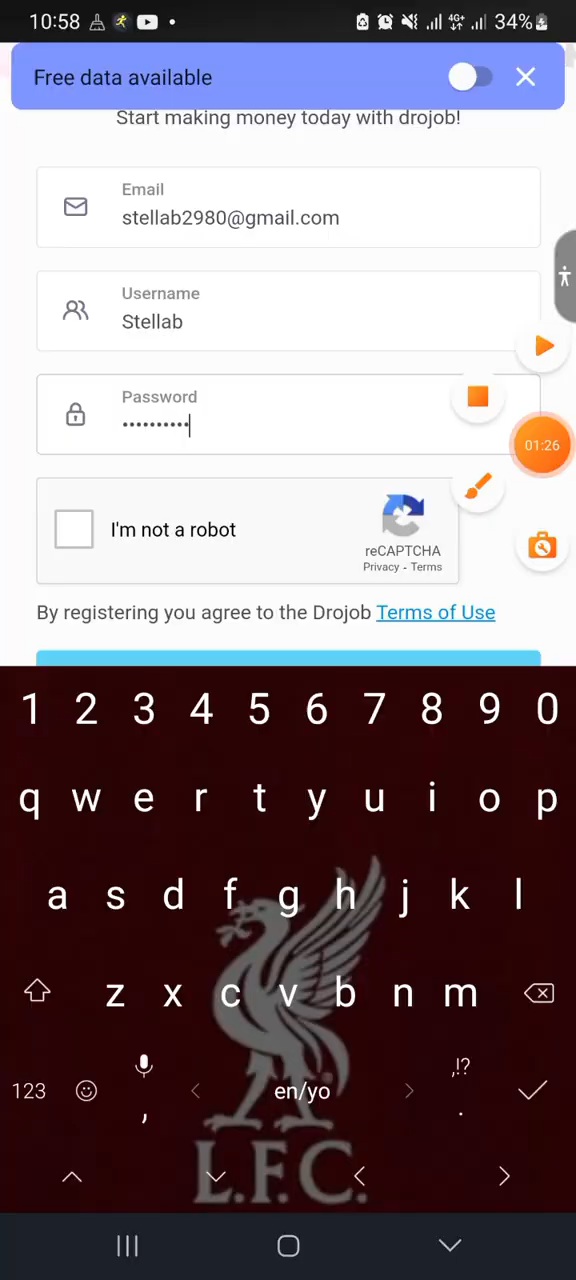 10:58 4G+ 34%
Free data available
Start making money today with drojob!
Email
stellab2980@gmail.com
Username
Stellab
Password
••••••••••
01:26
I'm not a robot
reCAPTCHA
Privacy - Terms
By registering you agree to the Drojob Terms of Use
1 2 3 4 5 6 7 8 9 0
q w e r t y u i o p
a s d f g h j k l
z x c v b n m
,!?
123 , en/yo .
L.F.C.